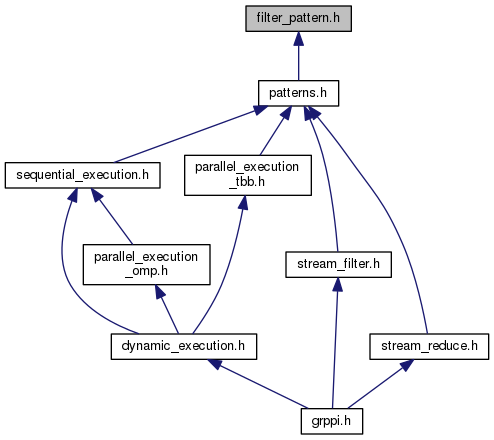 filter_pattern.h
patterns.h
sequential_execution.h
parallel_execution
_tbb.h
parallel_execution
_omp.h
stream_filter.h
dynamic_execution.h
stream_reduce.h
grppi.h